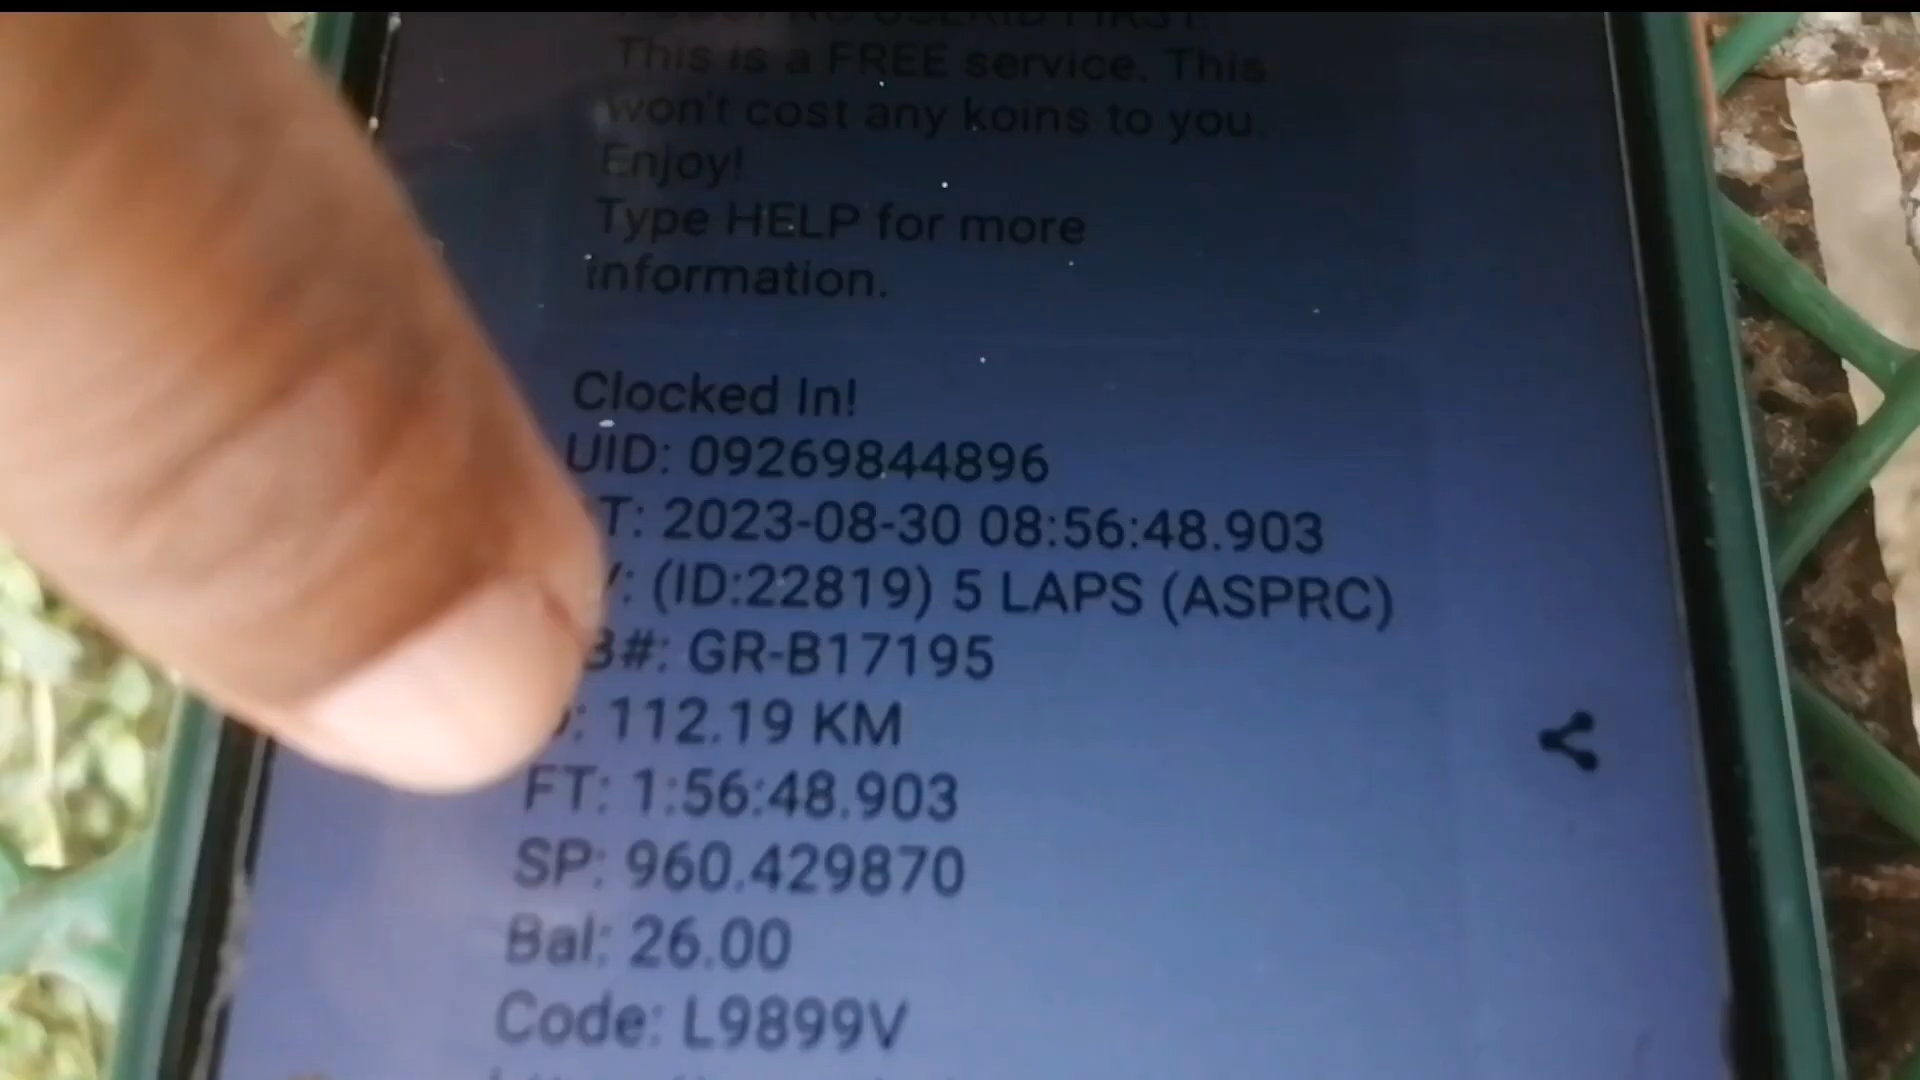 USERID FIRST.
This is a FREE service. This
won't cost any koins to you.
Enjoy!
Type HELP for more
information.
Clocked In!
UID: 09269844896
T: 2023-08-30 08:56:48.903
: (ID:22819) 5 LAPS (ASPRC)
B#: GR-B17195
: 112.19 KM
FT: 1:56:48.903
SP: 960.429870
Bal: 26.00
Code: L9899V